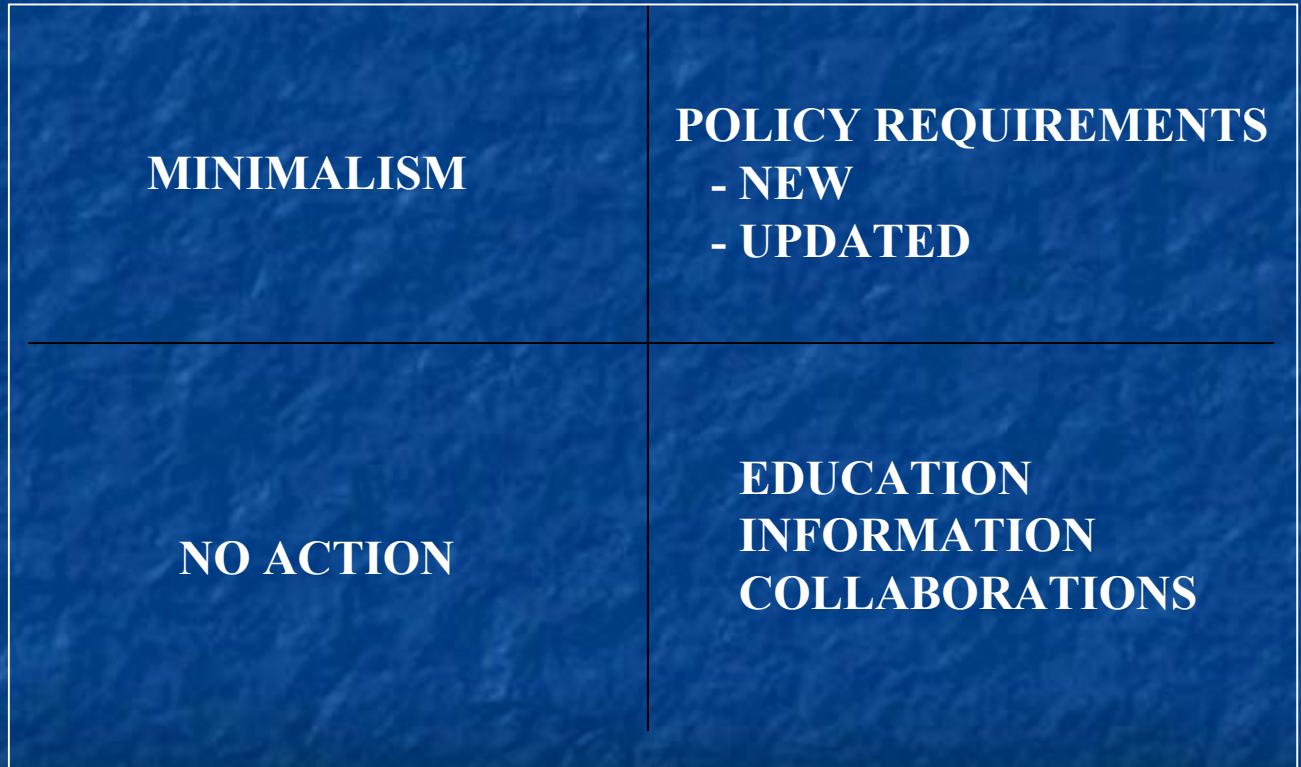 MINIMALISM
POLICY REQUIREMENTS
- NEW
- UPDATED
NO ACTION
EDUCATION
INFORMATION
COLLABORATIONS